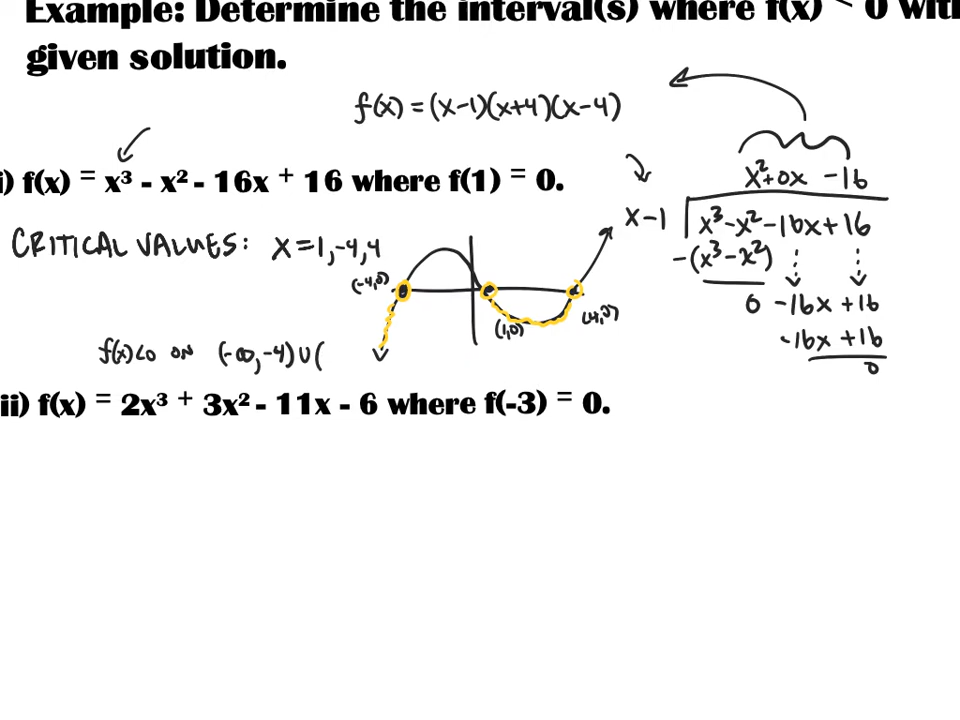 Example: Determine the interval(s) where f(x) < 0 with
given solution.
f(x) = (x-1)(x+4)(x-4)
i) f(x) = x³ - x² - 16x + 16 where f(1) = 0.
x²+0x -16
x-1 x³-x²-16x+16
-(x³-x²)
0 -16x +16
-16x +16
0
CRITICAL VALUES: x=1,-4,4
(-4,0)
(1,0)
(4,0)
f(x)<0 ON (-∞,-4)∪(
ii) f(x) = 2x³ + 3x² - 11x - 6 where f(-3) = 0.